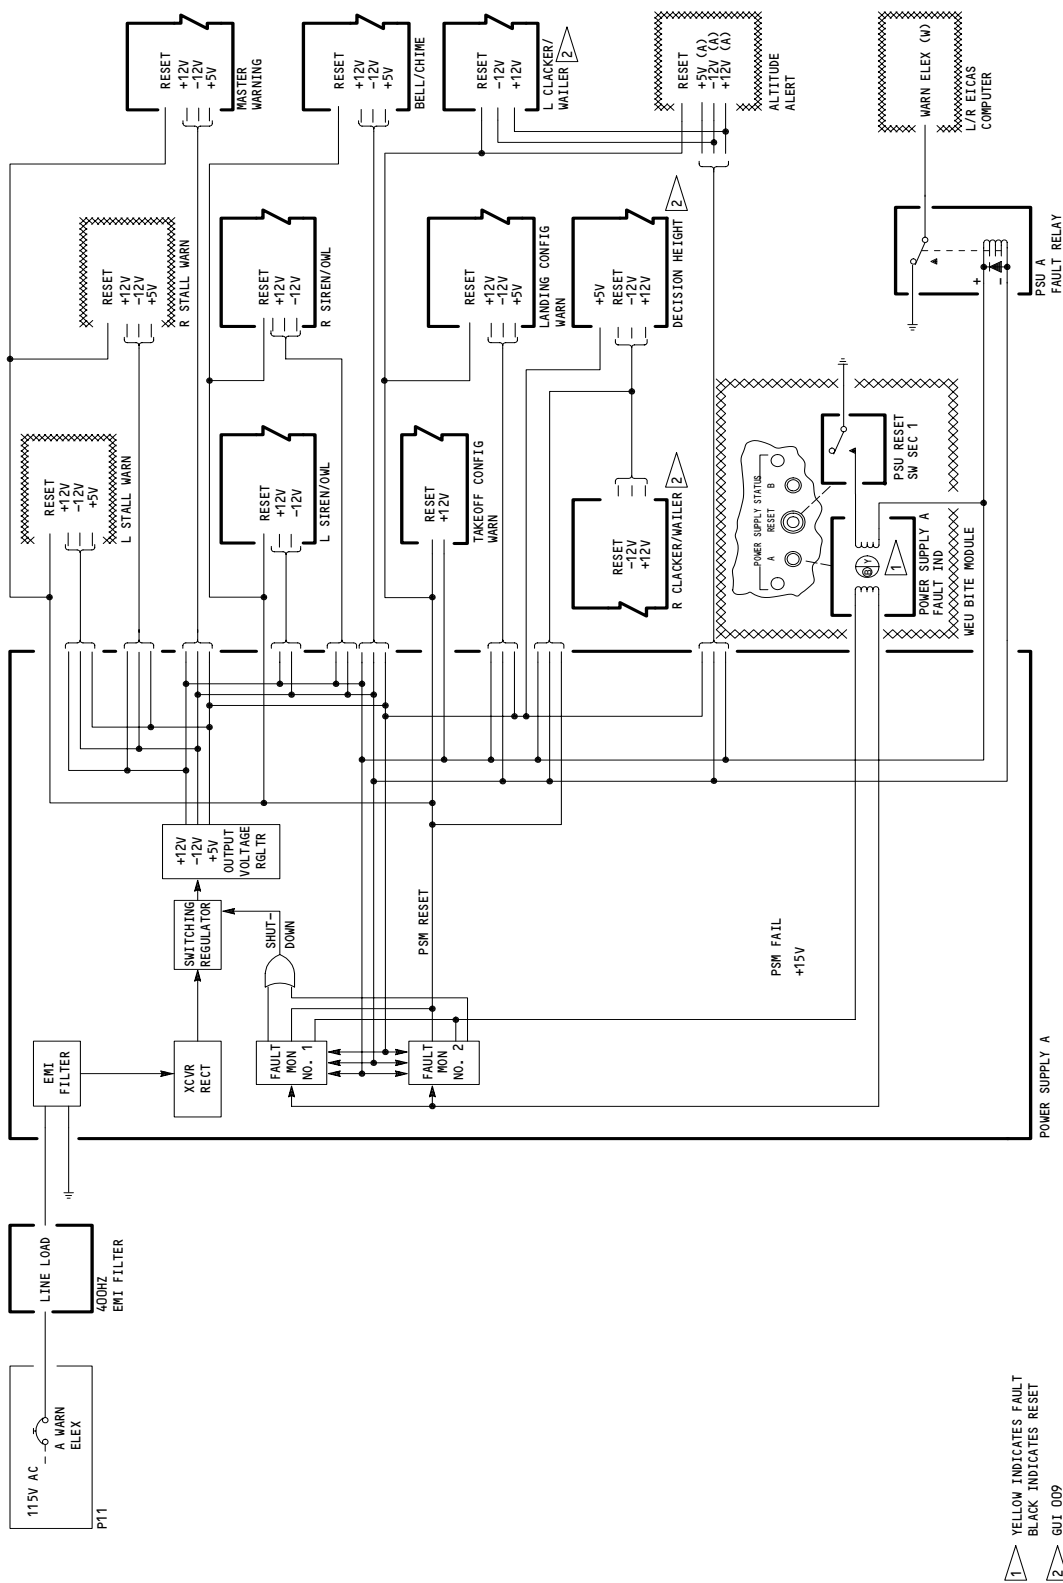 115V AC
A WARN
ELEX
P11
LINE LOAD
400HZ
EMI FILTER
EMI
FILTER
XCVR
RECT
SWITCHING
REGULATOR
+12V
-12V
+5V
OUTPUT
VOLTAGE
RGLTR
SHUT-
DOWN
FAULT
MON
NO. 1
FAULT
MON
NO. 2
PSM RESET
PSM FAIL
+15V
POWER SUPPLY A
RESET
+12V
-12V
+5V
L STALL WARN
RESET
+12V
-12V
+5V
R STALL WARN
RESET
+12V
-12V
+5V
MASTER
WARNING
RESET
+12V
-12V
L SIREN/OWL
RESET
+12V
-12V
R SIREN/OWL
RESET
+12V
-12V
+5V
BELL/CHIME
RESET
+12V
TAKEOFF CONFIG
WARN
RESET
+12V
-12V
+5V
LANDING CONFIG
WARN
RESET
-12V
+12V
L CLACKER/
WAILER
2
RESET
-12V
+12V
R CLACKER/WAILER
2
+5V
RESET
-12V
+12V
DECISION HEIGHT
2
RESET
+5V (A)
-12V (A)
+12V (A)
ALTITUDE
ALERT
POWER SUPPLY STATUS
A
RESET
B
PSU RESET
SW SEC 1
B Y
1
POWER SUPPLY A
FAULT IND
WEU BITE MODULE
+
-
PSU A
FAULT RELAY
WARN ELEX (W)
L/R EICAS
COMPUTER
1
YELLOW INDICATES FAULT
BLACK INDICATES RESET
2
GUI 009